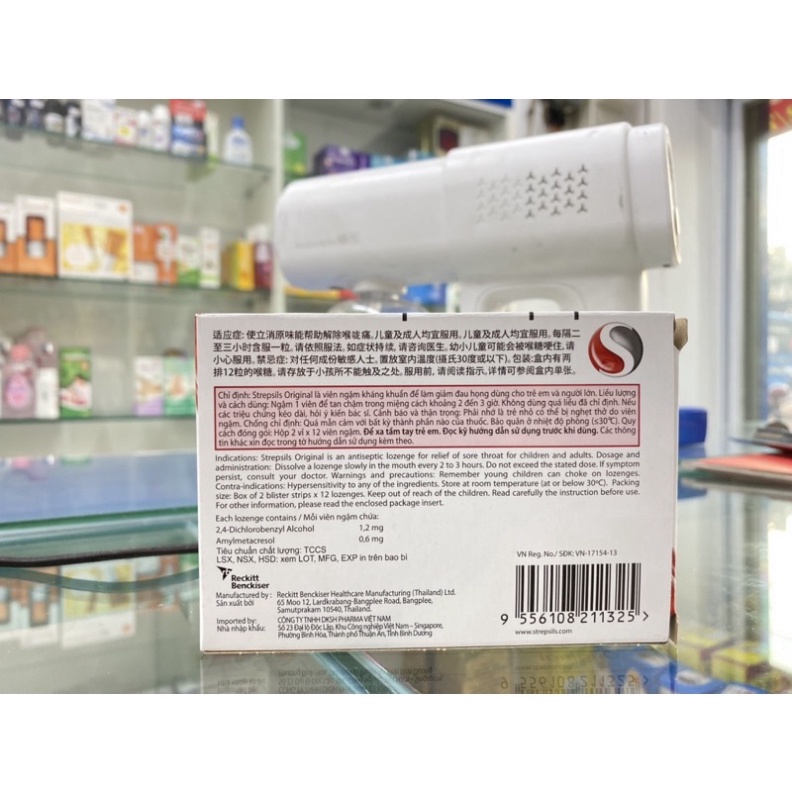 适应症: 使立消原味能帮助解除喉咙痛。儿童及成人均宜服用。儿童及成人均宜服用。每隔二
至三小时含服一粒。请依照服法。如症状持续, 请咨询医生。幼小儿童可能会被喉糖哽住, 请
小心服用。禁忌症: 对任何成份敏感人士。置放室内温度(摄氏30度或以下)。包装:盒内有两
排12粒的喉糖。请存放于小孩所不能触及之处。服用前, 请阅读指示。详情可参阅盒内单张。
Chỉ định: Strepsils Original là viên ngậm kháng khuẩn để làm giảm đau họng dùng cho trẻ em và người lớn. Liều lượng
và cách dùng: Ngậm 1 viên để tan chậm trong miệng cách khoảng 2 đến 3 giờ. Không dùng quá liều đã chỉ định. Nếu
các triệu chứng kéo dài, hỏi ý kiến bác sĩ. Cảnh báo và thận trọng: Phải nhớ là trẻ nhỏ có thể bị nghẹt thở do viên
ngậm. Chống chỉ định: Quá mẫn cảm với bất kỳ thành phần nào của thuốc. Bảo quản ở nhiệt độ phòng (≤30ºC). Quy
cách đóng gói: Hộp 2 vỉ x 12 viên ngậm. Để xa tầm tay trẻ em. Đọc kỹ hướng dẫn sử dụng trước khi dùng. Các thông
tin khác xin đọc trong tờ hướng dẫn sử dụng kèm theo.
Indications: Strepsils Original is an antiseptic lozenge for relief of sore throat for children and adults. Dosage and
administration: Dissolve a lozenge slowly in the mouth every 2 to 3 hours. Do not exceed the stated dose. If symptom
persist, consult your doctor. Warnings and precautions: Remember young children can choke on lozenges.
Contra-indications: Hypersensitivity to any of the ingredients. Store at room temperature (at or below 30ºC). Packing
size: Box of 2 blister strips x 12 lozenges. Keep out of reach of the children. Read carefully the instruction before use.
For other information, please read the enclosed package insert.
Each lozenge contains / Mỗi viên ngậm chứa:
2,4-Dichlorobenzyl Alcohol 1,2 mg
Amylmetacresol 0,6 mg
Tiêu chuẩn chất lượng: TCCS
LSX, NSX, HSD: xem LOT, MFG, EXP in trên bao bì
VN Reg. No./ SĐK: VN-17154-13
Reckitt
Benckiser
Manufactured by : Reckitt Benckiser Healthcare Manufacturing (Thailand) Ltd.
Sản xuất bởi 65 Moo 12, Lardkrabang-Bangplee Road, Bangplee,
Samutprakarn 10540, Thailand.
Imported by: CÔNG TY TNHH DKSH PHARMA VIỆT NAM
Nhà nhập khẩu: Số 23 Đại lộ Độc Lập, Khu Công nghiệp Việt Nam – Singapore,
Phường Bình Hòa, Thành phố Thuận An, Tỉnh Bình Dương
9 556108 211325 >
www.strepsils.com